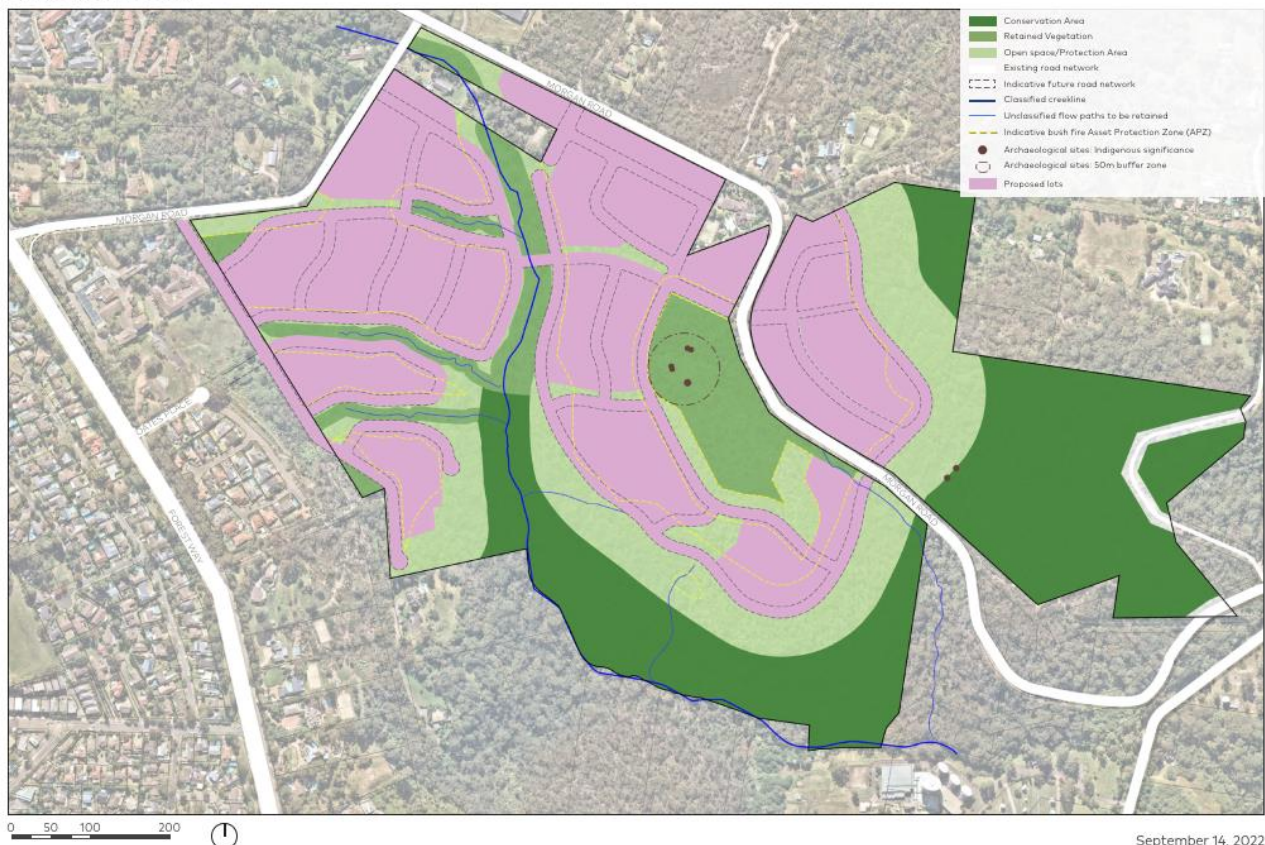 Conservation Area
Retained Vegetation
Open space/Protection Area
Existing road network
Indicative future road network
Classified creekline
Unclassified flow paths to be retained
Indicative bush fire Asset Protection Zone (APZ)
Archaeological sites: Indigenous significance
Archaeological sites: 50m buffer zone
Proposed lots
MORGAN ROAD
MORGAN ROAD
OATES PLACE
FOREST WAY
MORGAN ROAD
0 50 100 200
September 14, 2022